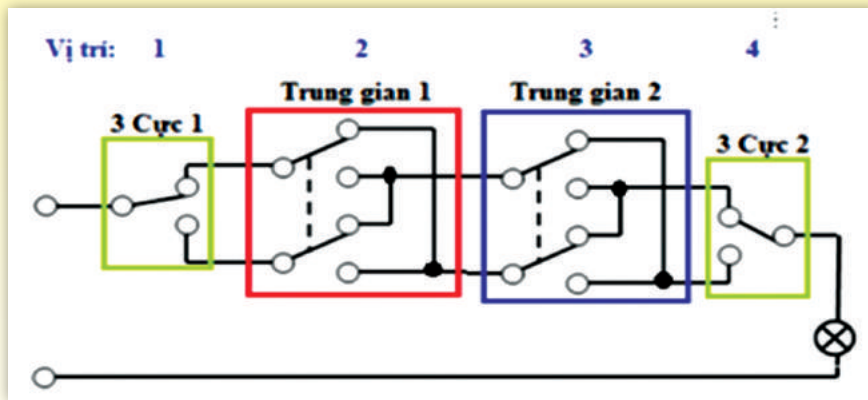 Vị trí: 1 2 3 4
Trung gian 1 Trung gian 2
3 Cực 1 3 Cực 2